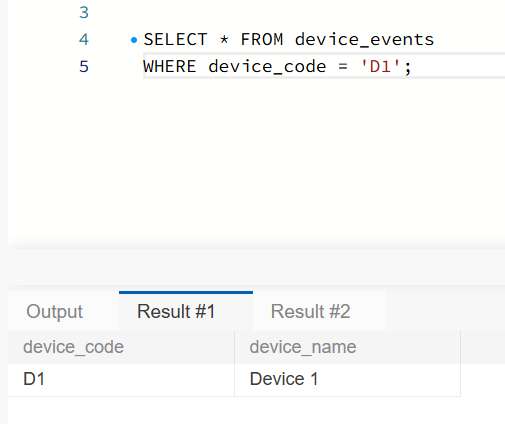 3
4 SELECT * FROM device_events
5 WHERE device_code = 'D1';
Output Result #1 Result #2
device_code device_name
D1 Device 1